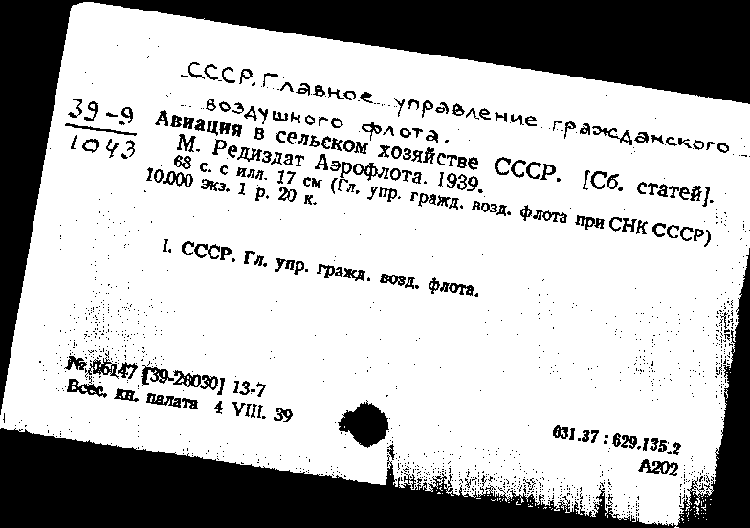 СССР. Главное управление гражданского
воздушного флота.
39-9
1043
Авиация в сельском хозяйстве СССР. [Сб. статей].
М. Редиздат Аэрофлота. 1939.
68 с. с илл. 17 см (Гл. упр. гражд. возд. флота при СНК СССР)
10.000 экз. 1 р. 20 к.
I. СССР. Гл. упр. гражд. возд. флота.
№ 06147 [39-26030] 13-7
Всес. кн. палата 4 VIII. 39
631.37 : 629.135.2
А202